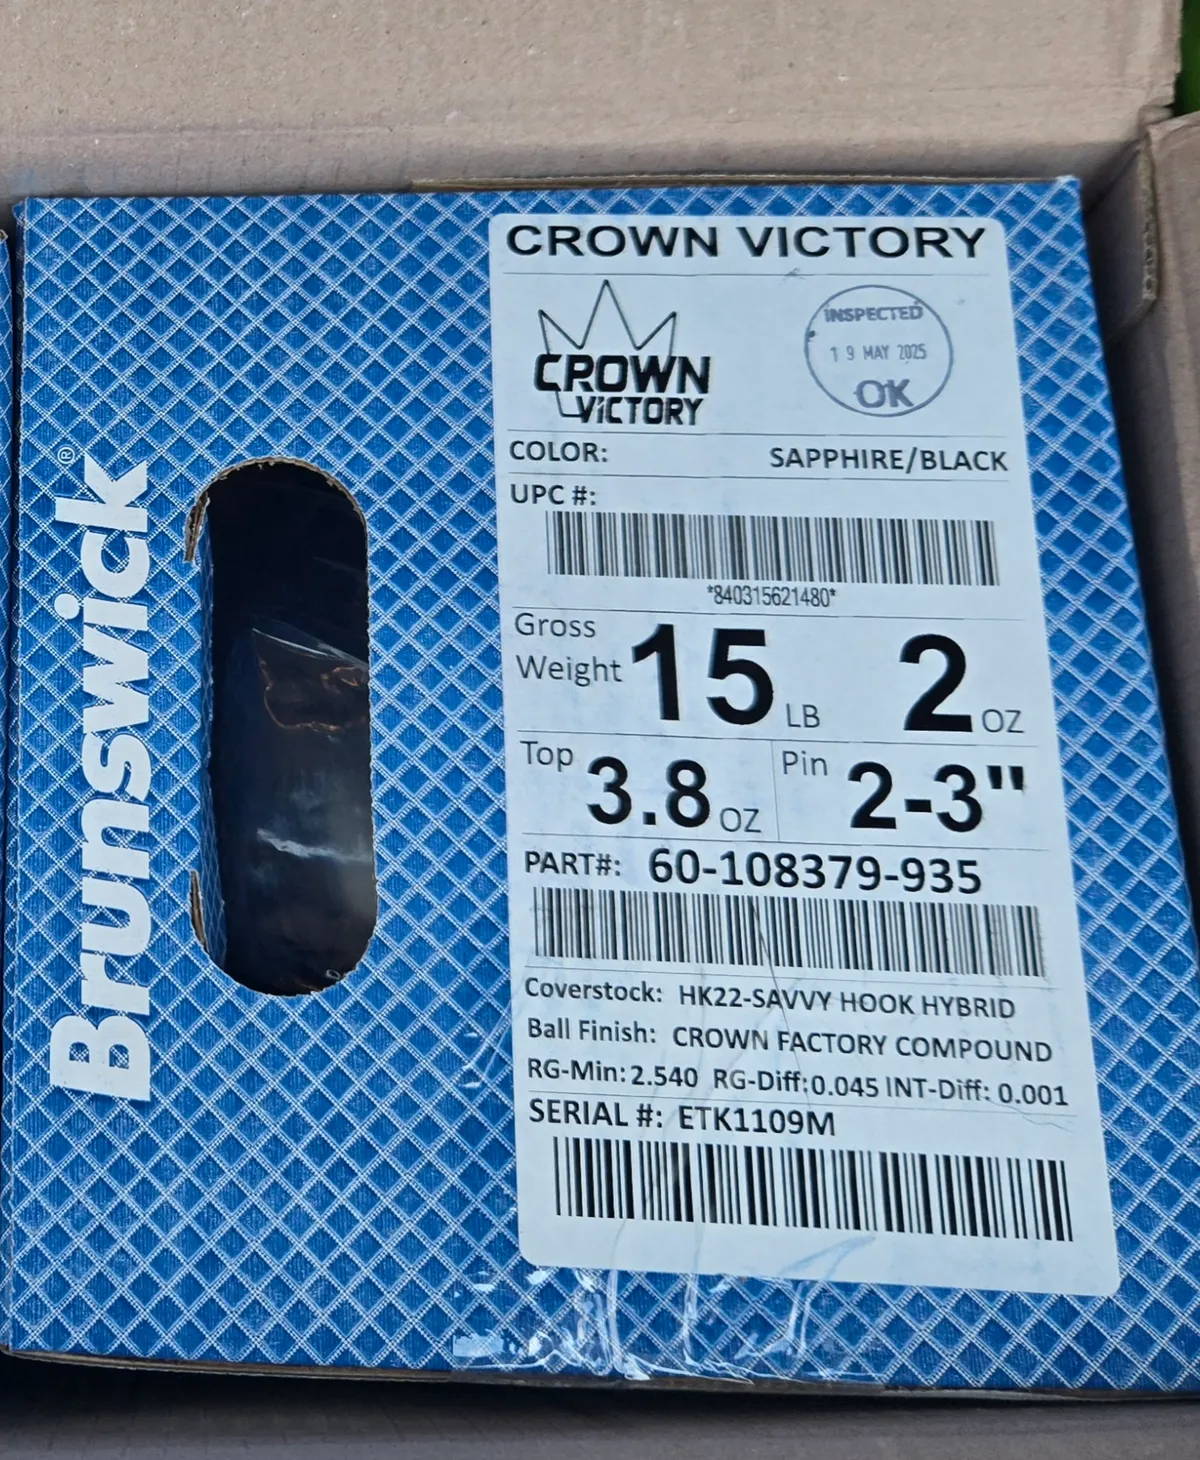 Brunswick®
CROWN VICTORY
CROWN
VICTORY
INSPECTED
19 MAY 2025
OK
COLOR: SAPPHIRE/BLACK
UPC #:
*840315621480*
Gross
Weight 15 LB 2 OZ
Top 3.8 OZ Pin 2-3"
PART#: 60-108379-935
Coverstock: HK22-SAVVY HOOK HYBRID
Ball Finish: CROWN FACTORY COMPOUND
RG-Min: 2.540 RG-Diff: 0.045 INT-Diff: 0.001
SERIAL #: ETK1109M